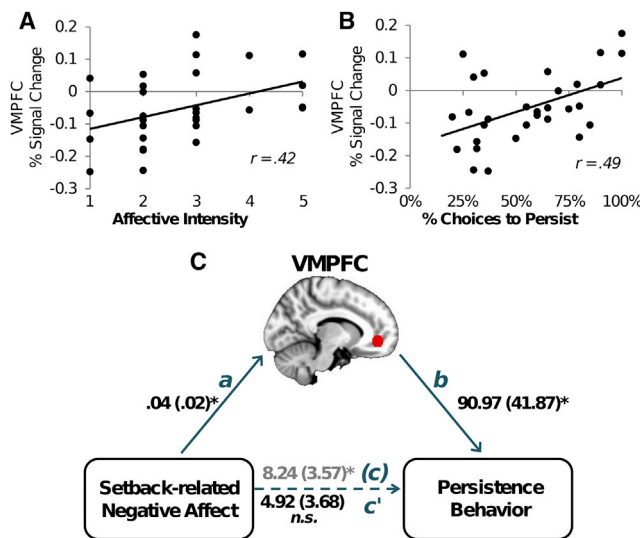 A
VMPFC
% Signal Change
0.2
0.1
0
-0.1
-0.2
-0.3
1
2
3
4
5
r = .42
Affective Intensity
B
VMPFC
% Signal Change
0.2
0.1
0
-0.1
-0.2
-0.3
0%
25%
50%
75%
100%
r = .49
% Choices to Persist
C
VMPFC
a
b
.04 (.02)*
90.97 (41.87)*
Setback-related
Negative Affect
8.24 (3.57)* (c)
4.92 (3.68) c'
n.s.
Persistence
Behavior